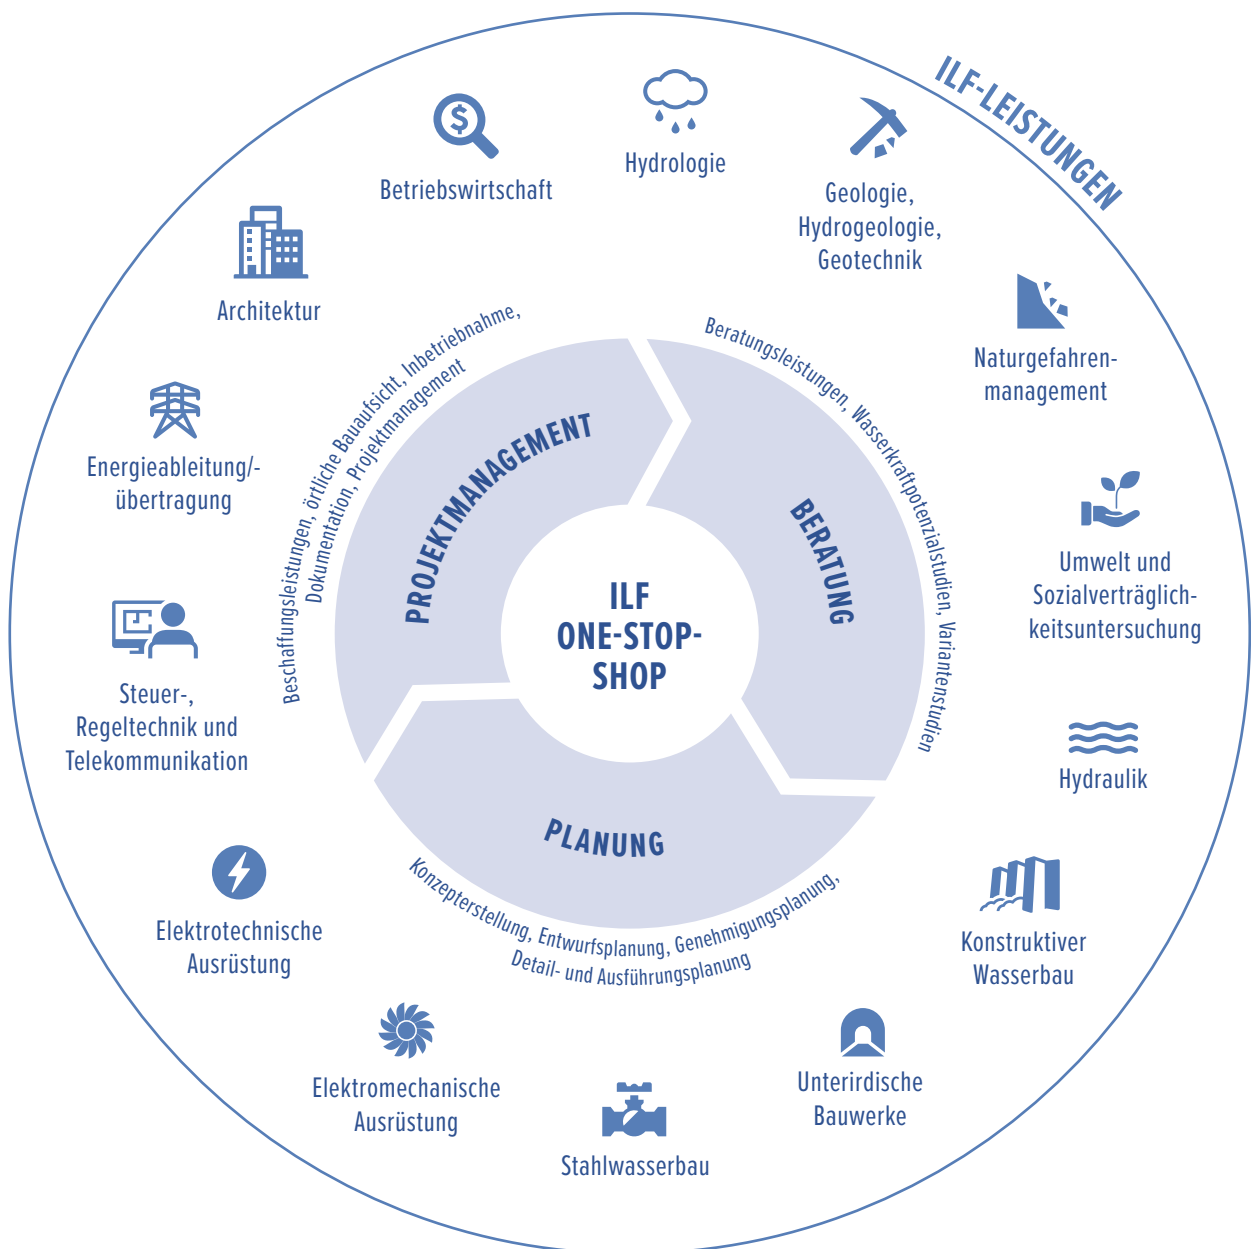 ILF-LEISTUNGEN
Hydrologie
Geologie,
Hydrogeologie,
Geotechnik
Naturgefahren-
management
Umwelt und
Sozialverträglich-
keitsuntersuchung
Hydraulik
Konstruktiver
Wasserbau
Unterirdische
Bauwerke
Stahlwasserbau
Elektromechanische
Ausrüstung
Elektrotechnische
Ausrüstung
Steuer-,
Regeltechnik und
Telekommunikation
Energieableitung/-
übertragung
Architektur
$
Betriebswirtschaft
Beschaffungsleistungen, örtliche Bauaufsicht, Inbetriebnahme,
Dokumentation, Projektmanagement
PROJEKTMANAGEMENT
Beratungsleistungen, Wasserkraftpotenzialstudien, Variantenstudien
BERATUNG
PLANUNG
Konzepterstellung, Entwurfsplanung, Genehmigungsplanung,
Detail- und Ausführungsplanung
ILF
ONE-STOP-
SHOP